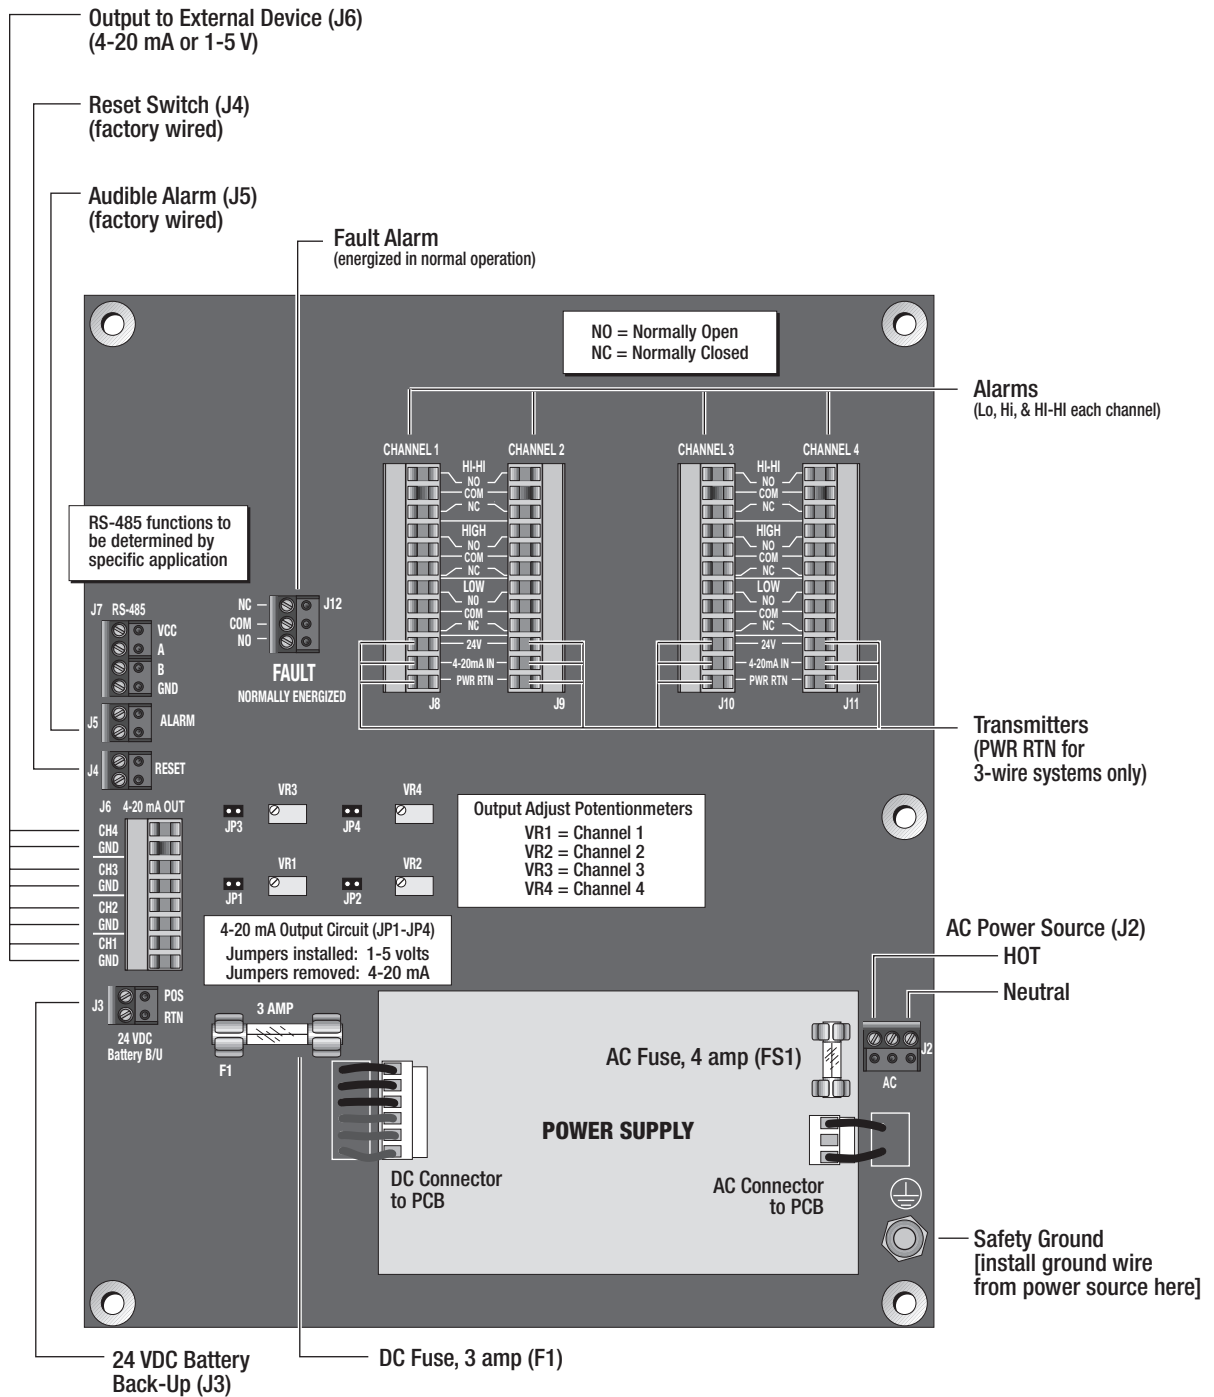 Output to External Device (J6)
(4-20 mA or 1-5 V)
Reset Switch (J4)
(factory wired)
Audible Alarm (J5)
(factory wired)
Fault Alarm
(energized in normal operation)
NO = Normally Open
NC = Normally Closed
Alarms
(Lo, Hi, & HI-HI each channel)
CHANNEL 1
CHANNEL 2
CHANNEL 3
CHANNEL 4
HI-HI
NO
COM
NC
HIGH
NO
COM
NC
LOW
NO
COM
NC
24V
4-20mA IN
PWR RTN
J8
J9
HI-HI
NO
COM
NC
HIGH
NO
COM
NC
LOW
NO
COM
NC
24V
4-20mA IN
PWR RTN
J10
J11
RS-485 functions to
be determined by
specific application
J7 RS-485
VCC
A
B
GND
NC
COM
NO
J12
FAULT
NORMALLY ENERGIZED
J5
ALARM
J4
RESET
Transmitters
(PWR RTN for
3-wire systems only)
J6 4-20 mA OUT
CH4
GND
CH3
GND
CH2
GND
CH1
GND
VR3
VR4
JP3
JP4
VR1
VR2
JP1
JP2
Output Adjust Potentionmeters
VR1 = Channel 1
VR2 = Channel 2
VR3 = Channel 3
VR4 = Channel 4
4-20 mA Output Circuit (JP1-JP4)
Jumpers installed: 1-5 volts
Jumpers removed: 4-20 mA
AC Power Source (J2)
HOT
Neutral
J3
POS
RTN
24 VDC
Battery B/U
3 AMP
F1
AC Fuse, 4 amp (FS1)
J2
AC
POWER SUPPLY
DC Connector
to PCB
AC Connector
to PCB
Safety Ground
[install ground wire
from power source here]
24 VDC Battery
Back-Up (J3)
DC Fuse, 3 amp (F1)